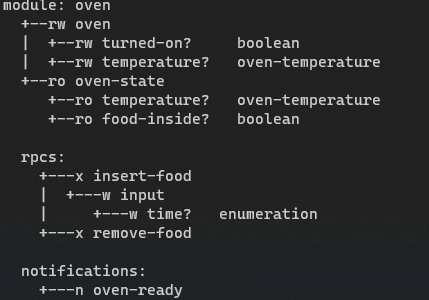 module: oven
  +--rw oven
  |  +--rw turned-on?     boolean
  |  +--rw temperature?   oven-temperature
  +--ro oven-state
     +--ro temperature?   oven-temperature
     +--ro food-inside?   boolean

  rpcs:
    +---x insert-food
    |  +---w input
    |     +---w time?   enumeration
    +---x remove-food

  notifications:
    +---n oven-ready